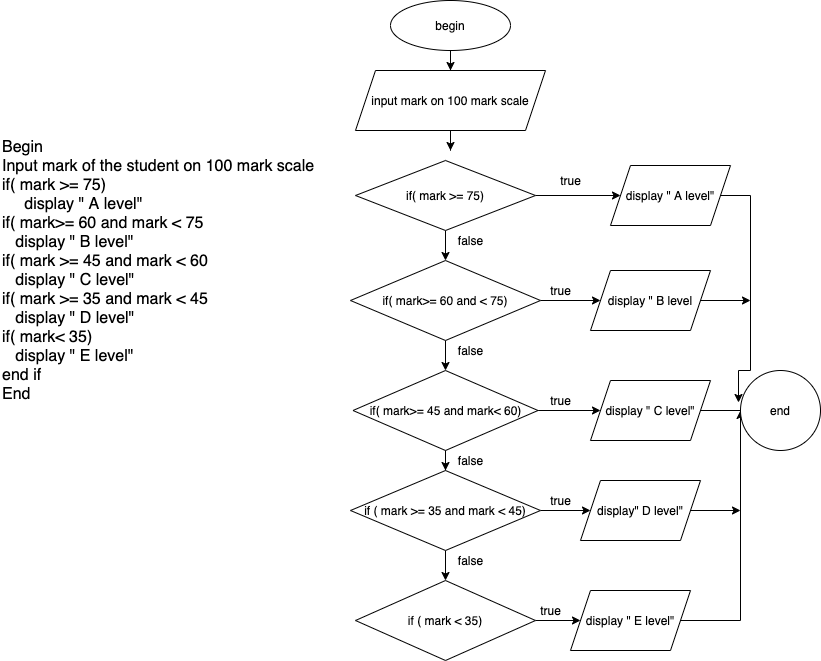 Begin
Input mark of the student on 100 mark scale
if( mark >= 75)
display " A level"
if( mark>= 60 and mark < 75
display " B level"
if( mark >= 45 and mark < 60
display " C level"
if( mark >= 35 and mark < 45
display " D level"
if( mark< 35)
display " E level"
end if
End
begin
input mark on 100 mark scale
if( mark >= 75)
true
display " A level"
false
if( mark>= 60 and < 75)
true
display " B level
false
if( mark>= 45 and mark< 60)
true
display " C level"
end
false
if ( mark >= 35 and mark < 45)
true
display" D level"
false
if ( mark < 35)
true
display " E level"